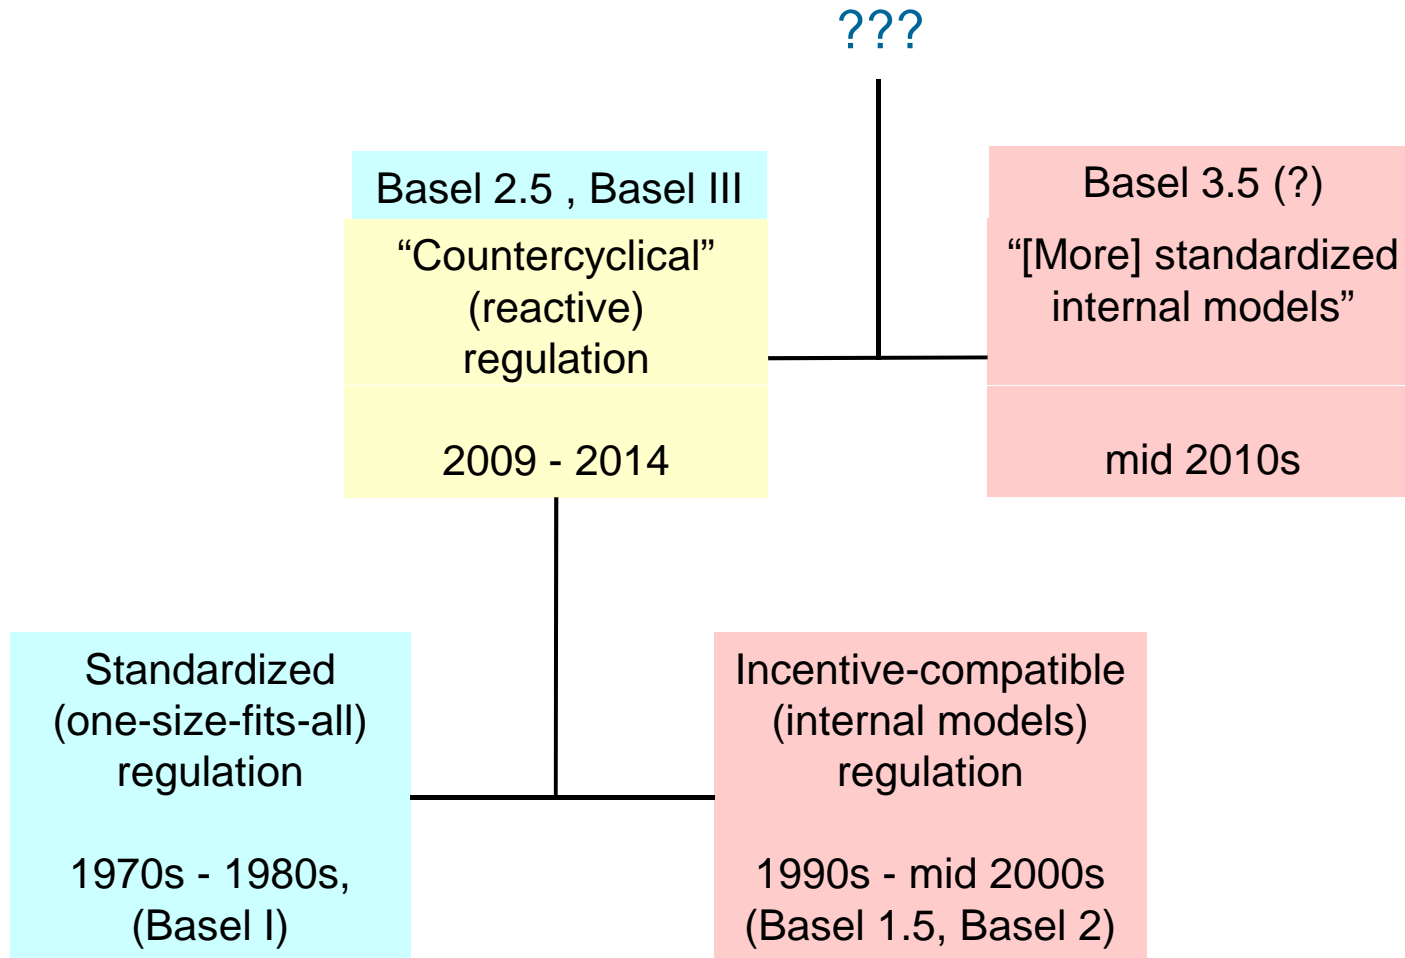 ???
Basel 2.5 , Basel III
“Countercyclical”
(reactive)
regulation
2009 - 2014
Basel 3.5 (?)
“[More] standardized
internal models”
mid 2010s
Standardized
(one-size-fits-all)
regulation
1970s - 1980s,
(Basel I)
Incentive-compatible
(internal models)
regulation
1990s - mid 2000s
(Basel 1.5, Basel 2)